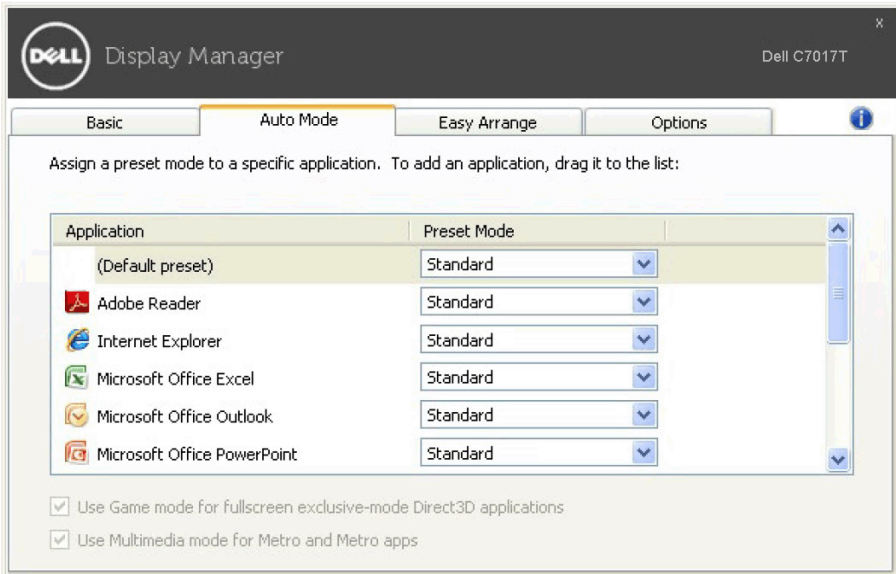 DELL Display Manager
x
Dell C7017T
Basic Auto Mode Easy Arrange Options i
Assign a preset mode to a specific application. To add an application, drag it to the list:
Application Preset Mode
(Default preset) Standard
Adobe Reader Standard
Internet Explorer Standard
Microsoft Office Excel Standard
Microsoft Office Outlook Standard
Microsoft Office PowerPoint Standard
Use Game mode for fullscreen exclusive-mode Direct3D applications
Use Multimedia mode for Metro and Metro apps